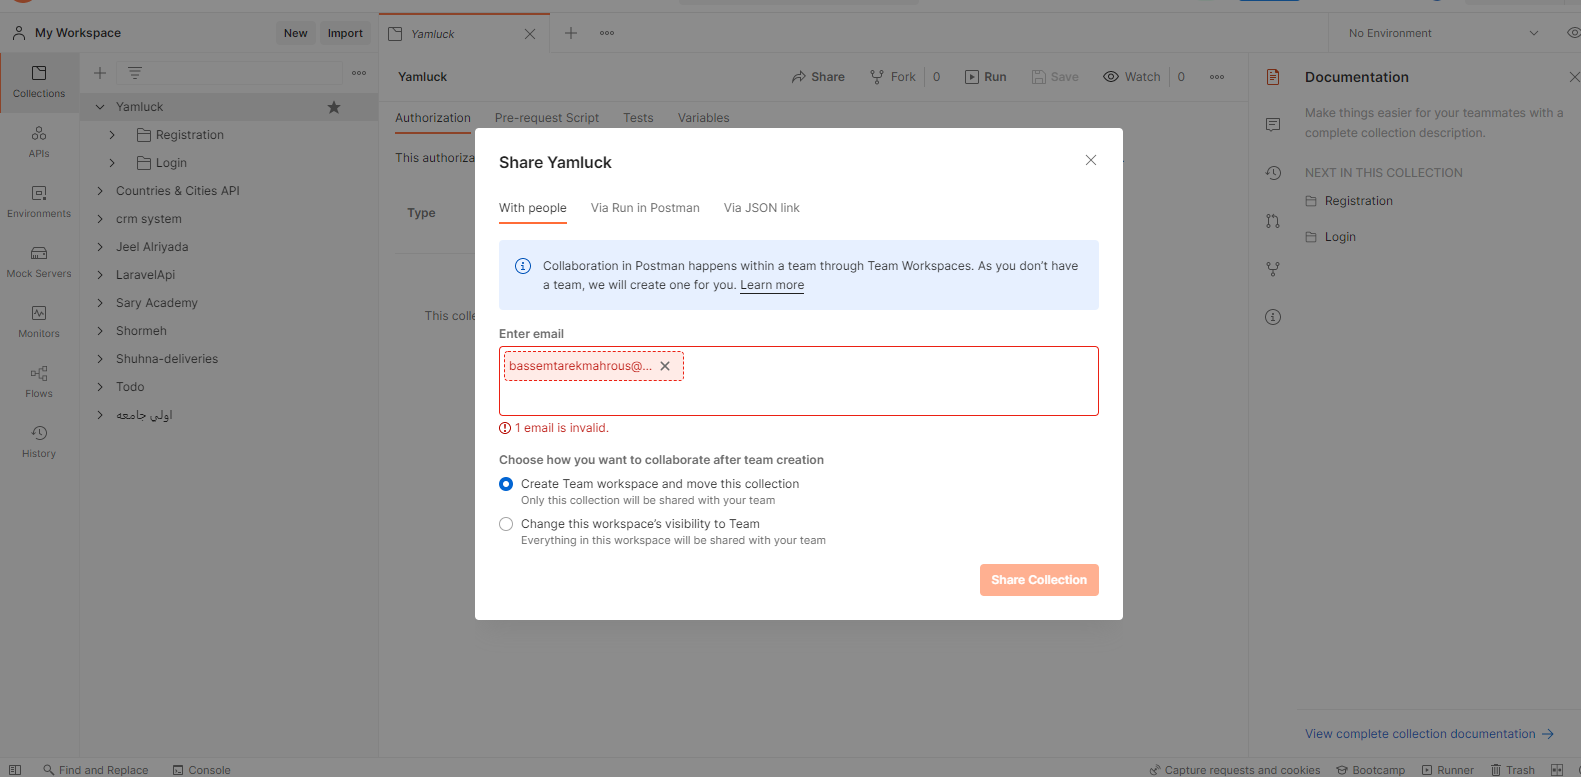 My Workspace
New
Import
Yamluck
No Environment
Collections
APIs
Environments
Mock Servers
Monitors
Flows
History
Yamluck
Registration
Login
Countries & Cities API
crm system
Jeel Alriyada
LaravelApi
Sary Academy
Shormeh
Shuhna-deliveries
Todo
اولي جامعه
Yamluck
Share
Fork
0
Run
Save
Watch
0
Authorization
Pre-request Script
Tests
Variables
This authoriza
Type
This colle
Share Yamluck
With people
Via Run in Postman
Via JSON link
Collaboration in Postman happens within a team through Team Workspaces. As you don't have
a team, we will create one for you. Learn more
Enter email
bassemtarekmahrous@...
1 email is invalid.
Choose how you want to collaborate after team creation
Create Team workspace and move this collection
Only this collection will be shared with your team
Change this workspace's visibility to Team
Everything in this workspace will be shared with your team
Share Collection
Documentation
Make things easier for your teammates with a
complete collection description.
NEXT IN THIS COLLECTION
Registration
Login
View complete collection documentation
Find and Replace
Console
Capture requests and cookies
Bootcamp
Runner
Trash